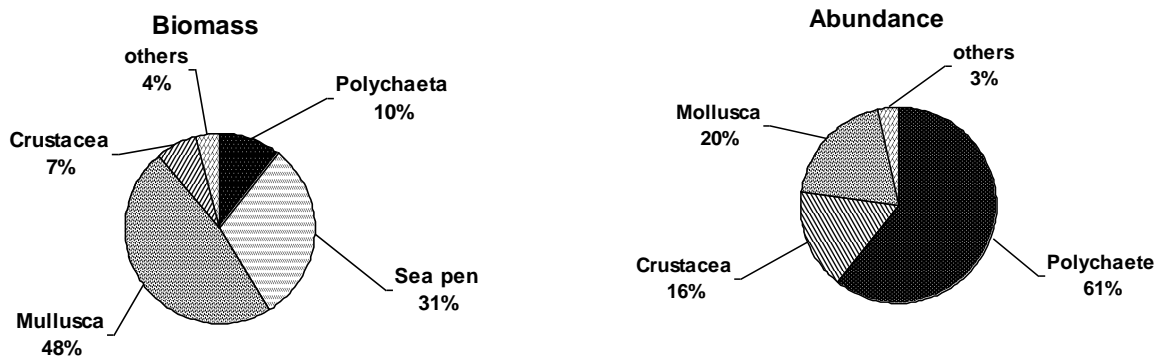 Biomass
others
4%
Polychaeta
10%
Crustacea
7%
Sea pen
31%
Mullusca
48%
Abundance
others
3%
Mollusca
20%
Crustacea
16%
Polychaete
61%